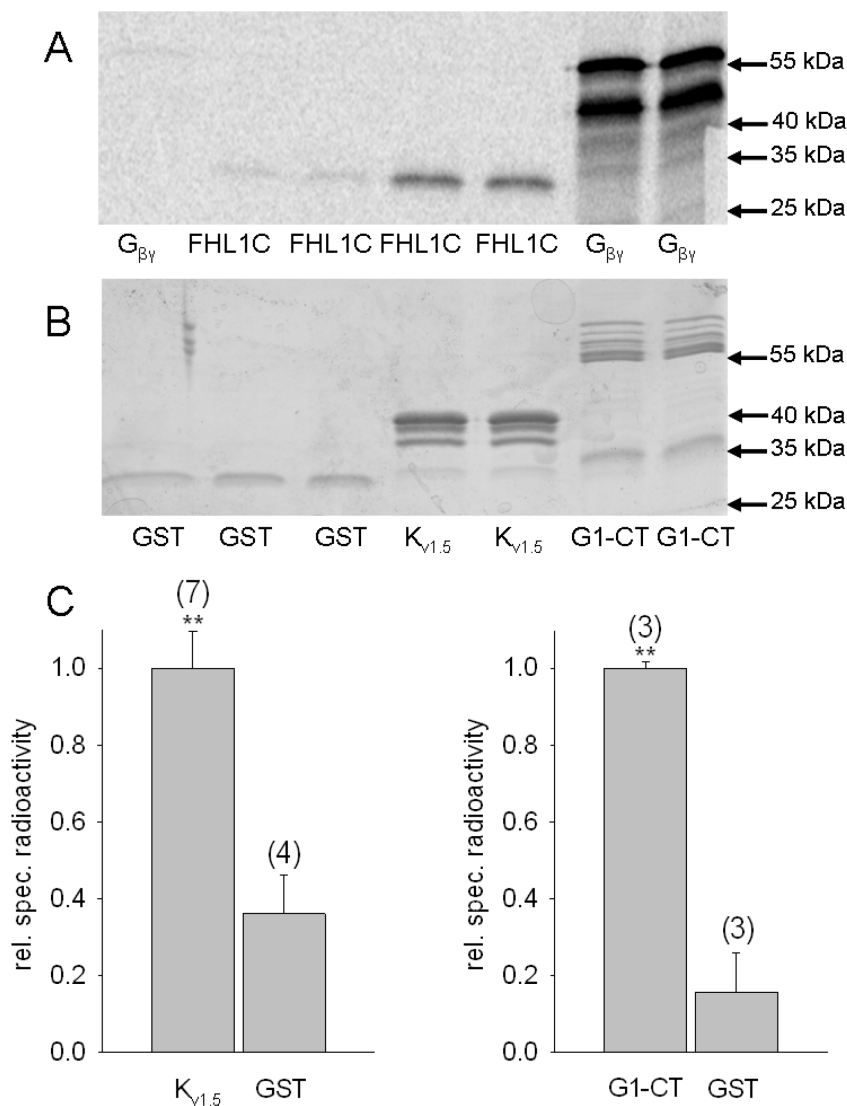 A
55 kDa
40 kDa
35 kDa
25 kDa
Gβγ FHL1C FHL1C FHL1C FHL1C Gβγ Gβγ
B
55 kDa
40 kDa
35 kDa
25 kDa
GST GST GST Kv1.5 Kv1.5 G1-CT G1-CT
C
(7)
**
(4)
rel. spec. radioactivity
1.0
0.8
0.6
0.4
0.2
0.0
Kv1.5 GST
(3)
**
(3)
rel. spec. radioactivity
1.0
0.8
0.6
0.4
0.2
0.0
G1-CT GST